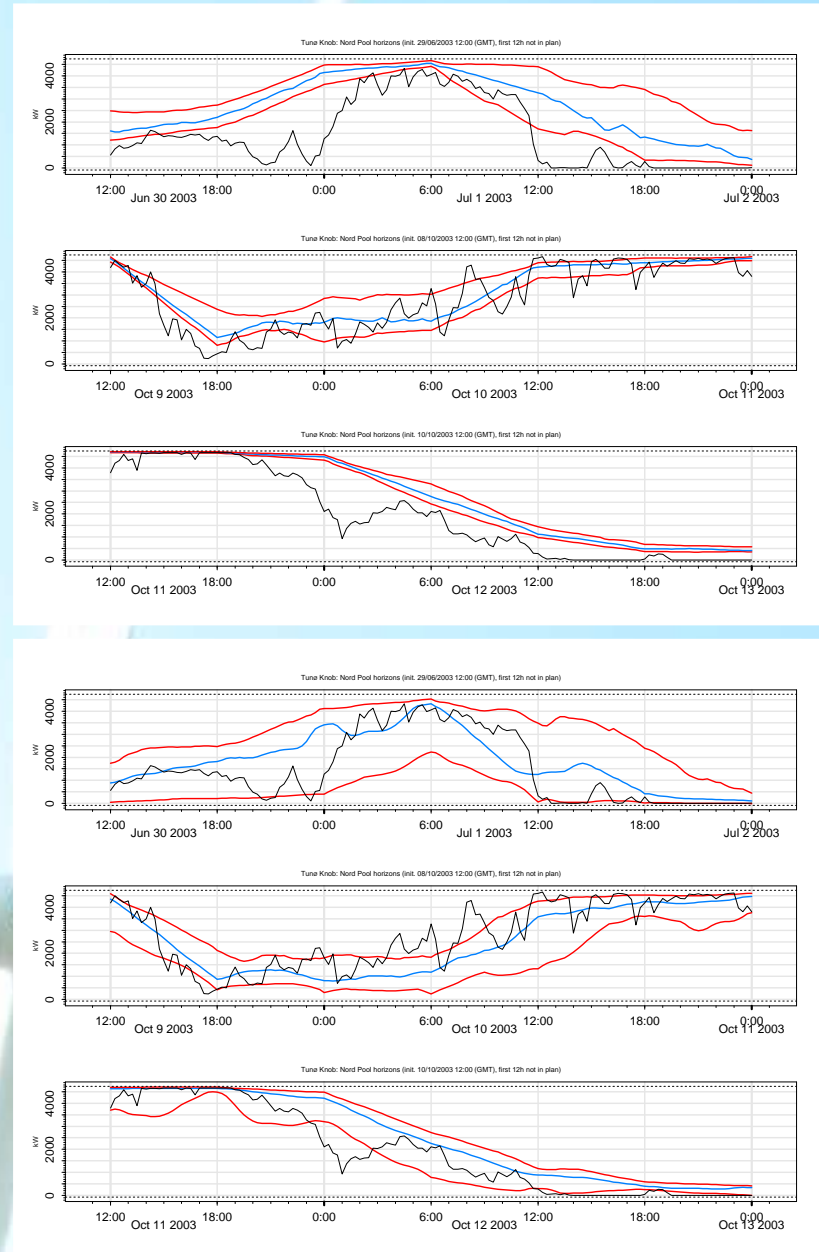 Tunø Knob: Nord Pool horizons (init. 29/06/2003 12:00 (GMT), first 12h not in plan)
kW
0 2000 4000
12:00 18:00 0:00 6:00 12:00 18:00 0:00
Jun 30 2003 Jul 1 2003 Jul 2 2003
Tunø Knob: Nord Pool horizons (init. 08/10/2003 12:00 (GMT), first 12h not in plan)
kW
0 2000 4000
12:00 18:00 0:00 6:00 12:00 18:00 0:00
Oct 9 2003 Oct 10 2003 Oct 11 2003
Tunø Knob: Nord Pool horizons (init. 10/10/2003 12:00 (GMT), first 12h not in plan)
kW
0 2000 4000
12:00 18:00 0:00 6:00 12:00 18:00 0:00
Oct 11 2003 Oct 12 2003 Oct 13 2003
Tunø Knob: Nord Pool horizons (init. 29/06/2003 12:00 (GMT), first 12h not in plan)
kW
0 2000 4000
12:00 18:00 0:00 6:00 12:00 18:00 0:00
Jun 30 2003 Jul 1 2003 Jul 2 2003
Tunø Knob: Nord Pool horizons (init. 08/10/2003 12:00 (GMT), first 12h not in plan)
kW
0 2000 4000
12:00 18:00 0:00 6:00 12:00 18:00 0:00
Oct 9 2003 Oct 10 2003 Oct 11 2003
Tunø Knob: Nord Pool horizons (init. 10/10/2003 12:00 (GMT), first 12h not in plan)
kW
0 2000 4000
12:00 18:00 0:00 6:00 12:00 18:00 0:00
Oct 11 2003 Oct 12 2003 Oct 13 2003